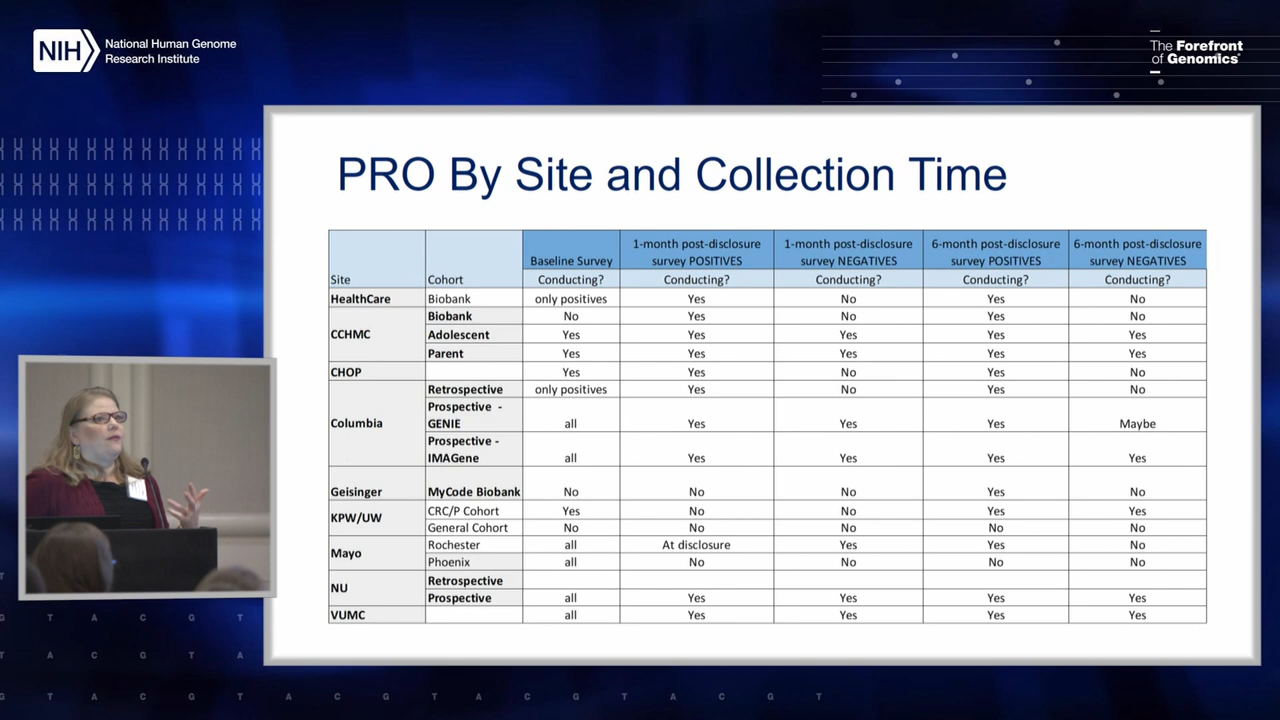 NIH National Human Genome
Research Institute
The Forefront
of Genomics®
PRO By Site and Collection Time
Site Cohort Baseline Survey 1-month post-disclosure survey POSITIVES 1-month post-disclosure survey NEGATIVES 6-month post-disclosure survey POSITIVES 6-month post-disclosure survey NEGATIVES
Conducting? Conducting? Conducting? Conducting? Conducting?
HealthCare Biobank only positives Yes No Yes No
CCHMC Biobank No Yes No Yes No
Adolescent Yes Yes Yes Yes Yes
Parent Yes Yes Yes Yes Yes
CHOP Yes Yes No Yes No
Columbia Retrospective only positives Yes No Yes No
Prospective - GENIE all Yes Yes Yes Maybe
Prospective - IMAGene all Yes Yes Yes Yes
Geisinger MyCode Biobank No No No Yes No
KPW/UW CRC/P Cohort Yes No No Yes Yes
General Cohort No No No No No
Mayo Rochester all At disclosure Yes Yes No
Phoenix all No No No No
NU Retrospective
Prospective all Yes Yes Yes Yes
VUMC all Yes Yes Yes Yes
T
G T A C G T
T A C G T A
G T A C G T A C G T A C G T A C G T